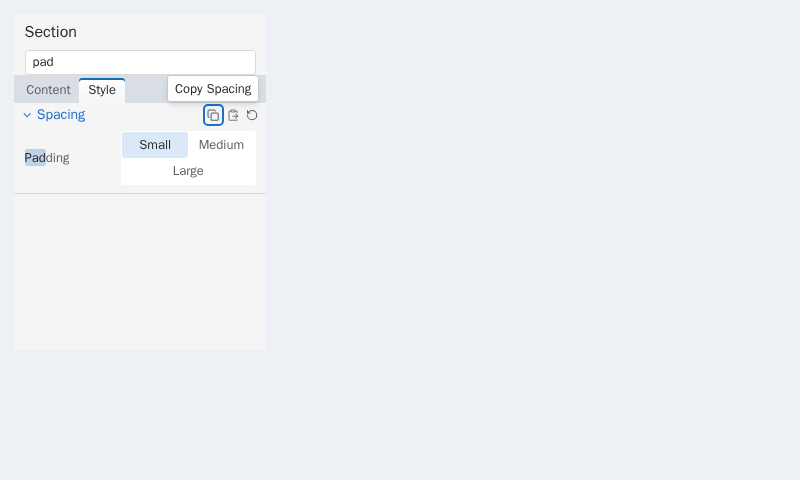 Section
pad
Content Style Copy Spacing
Spacing
Padding Small Medium
Large